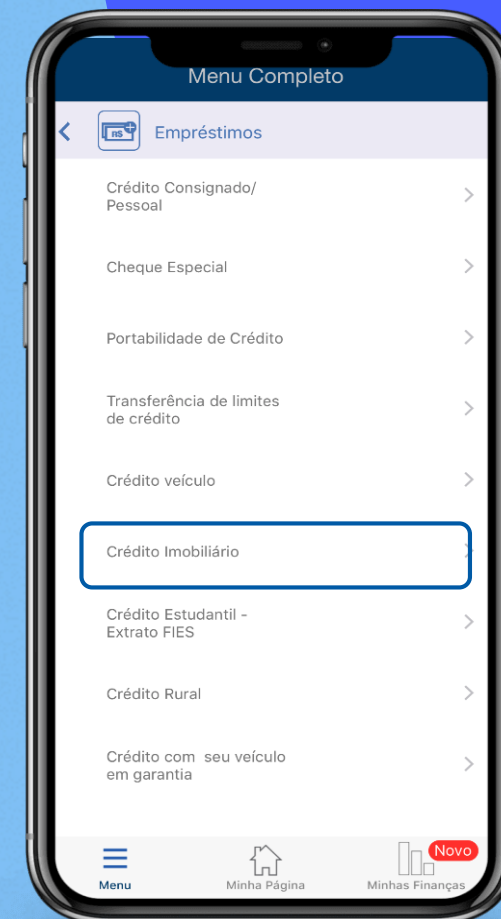 Menu Completo
R$
Empréstimos
Crédito Consignado/
Pessoal
Cheque Especial
Portabilidade de Crédito
Transferência de limites
de crédito
Crédito veículo
Crédito Imobiliário
Crédito Estudantil -
Extrato FIES
Crédito Rural
Crédito com seu veículo
em garantia
Novo
Menu
Minha Página
Minhas Finanças